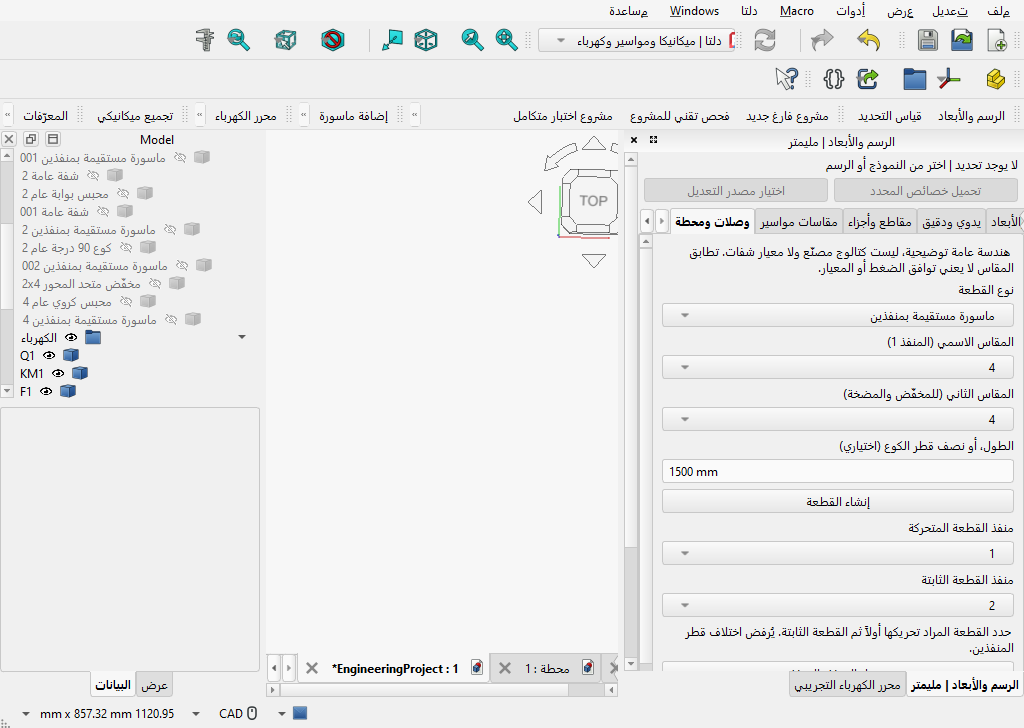 ملف تعديل عرض أدوات Macro دلتا Windows مساعدة
دلتا | ميكانيكا ومواسير وكهرباء
الرسم والأبعاد قياس التحديد مشروع فارغ جديد فحص تقني للمشروع مشروع اختبار متكامل » إضافة ماسورة » محرر الكهرباء » تجميع ميكانيكي المعرّفات »
الرسم والأبعاد | مليمتر
لا يوجد تحديد | اختر من النموذج أو الرسم
تحميل خصائص المحدد اختيار مصدر التعديل
الأبعاد يدوي ودقيق مقاطع وأجزاء مقاسات مواسير وصلات ومحطة
هندسة عامة توضيحية، ليست كتالوج مصنّع ولا معيار شفات. تطابق
المقاس لا يعني توافق الضغط أو المعيار.
نوع القطعة
ماسورة مستقيمة بمنفذين
المقاس الاسمي (المنفذ 1)
4
المقاس الثاني (للمخفّض والمضخة)
4
الطول، أو نصف قطر الكوع (اختياري)
1500 mm
إنشاء القطعة
منفذ القطعة المتحركة
1
منفذ القطعة الثابتة
2
حدد القطعة المراد تحريكها أولاً ثم القطعة الثابتة. يُرفض اختلاف قطر
المنفذين.
الرسم والأبعاد | مليمتر محرر الكهرباء التجريبي
TOP
محطة : 1
EngineeringProject : 1*
Model
ماسورة مستقيمة بمنفذين 001
شفة عامة 2
محبس بوابة عام 2
شفة عامة 001
ماسورة مستقيمة بمنفذين 2
كوع 90 درجة عام 2
ماسورة مستقيمة بمنفذين 002
مخفّض متحد المحور 2x4
محبس كروي عام 4
ماسورة مستقيمة بمنفذين 4
الكهرباء
Q1
KM1
F1
عرض البيانات
CAD
mm x 857.32 mm 1120.95